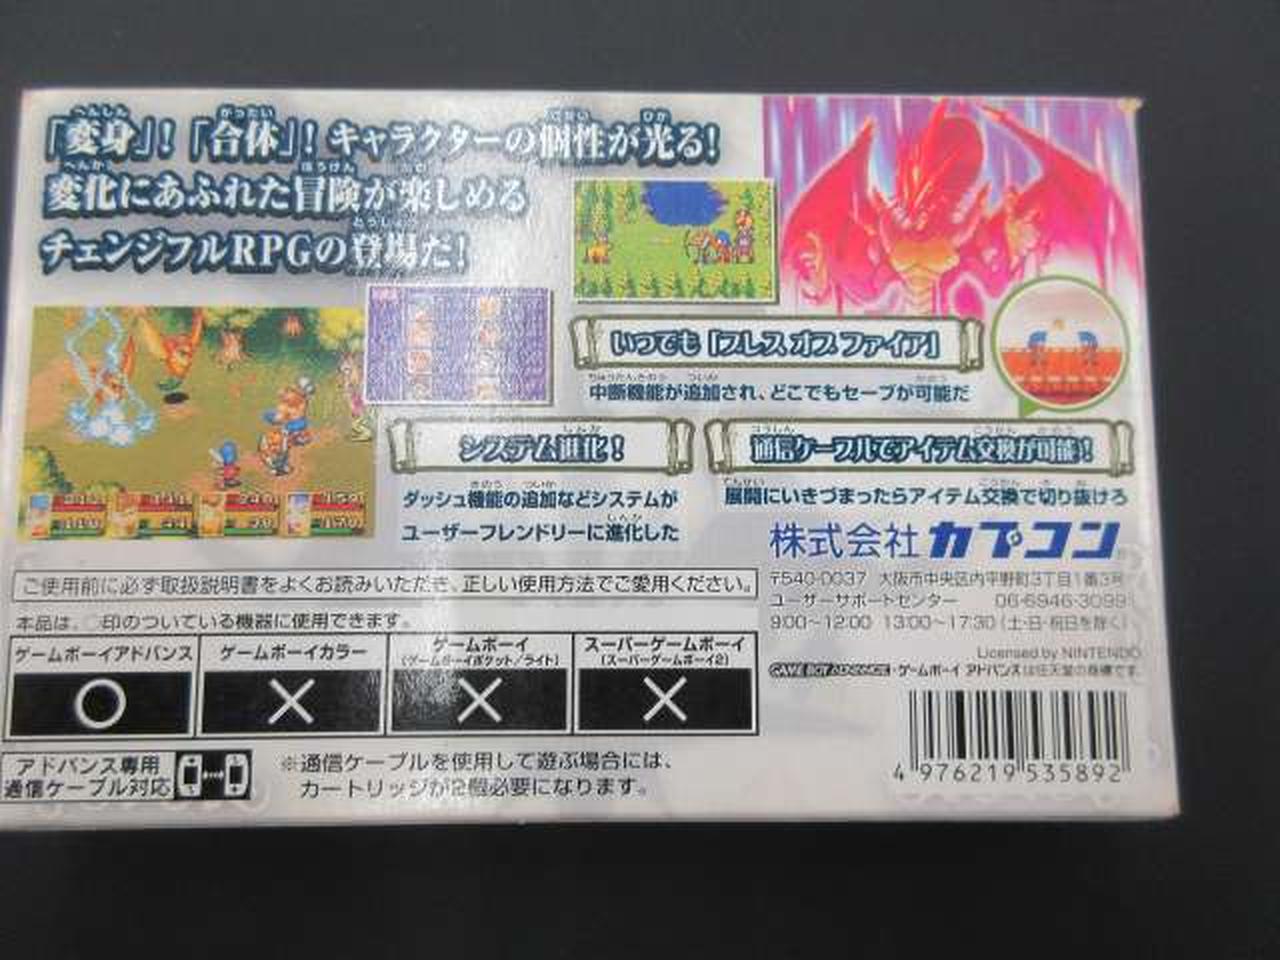 「変身」！「合体」！キャラクターの個性が光る！
変化にあふれた冒険が楽しめる
チェンジフルRPGの登場だ！
いつでも「ブレス オブ ファイア」
中断機能が追加され、どこでもセーブが可能だ
システム進化！
ダッシュ機能の追加などシステムが
ユーザーフレンドリーに進化した
通信ケーブルでアイテム交換が可能！
展開にいきづまったらアイテム交換で切り抜けろ
株式会社 カプコン
〒540-0037 大阪市中央区内平野町3丁目1番3号
ユーザーサポートセンター 06-6946-3099
9:00~12:00 13:00~17:30(土・日・祝日を除く)
Licensed by NINTENDO
GAME BOY ADVANCE・ゲームボーイ アドバンスは任天堂の商標です。
ご使用前に必ず取扱説明書をよくお読みいただき、正しい使用方法でご愛用ください。
本品は、○印のついている機器に使用できます。
ゲームボーイアドバンス ゲームボーイカラー ゲームボーイ スーパーゲームボーイ
(ゲームボーイポケット/ライト) (スーパーゲームボーイ2)
○ × × ×
アドバンス専用
通信ケーブル対応
※通信ケーブルを使用して遊ぶ場合には、
カートリッジが2個必要になります。
4 976219 535892